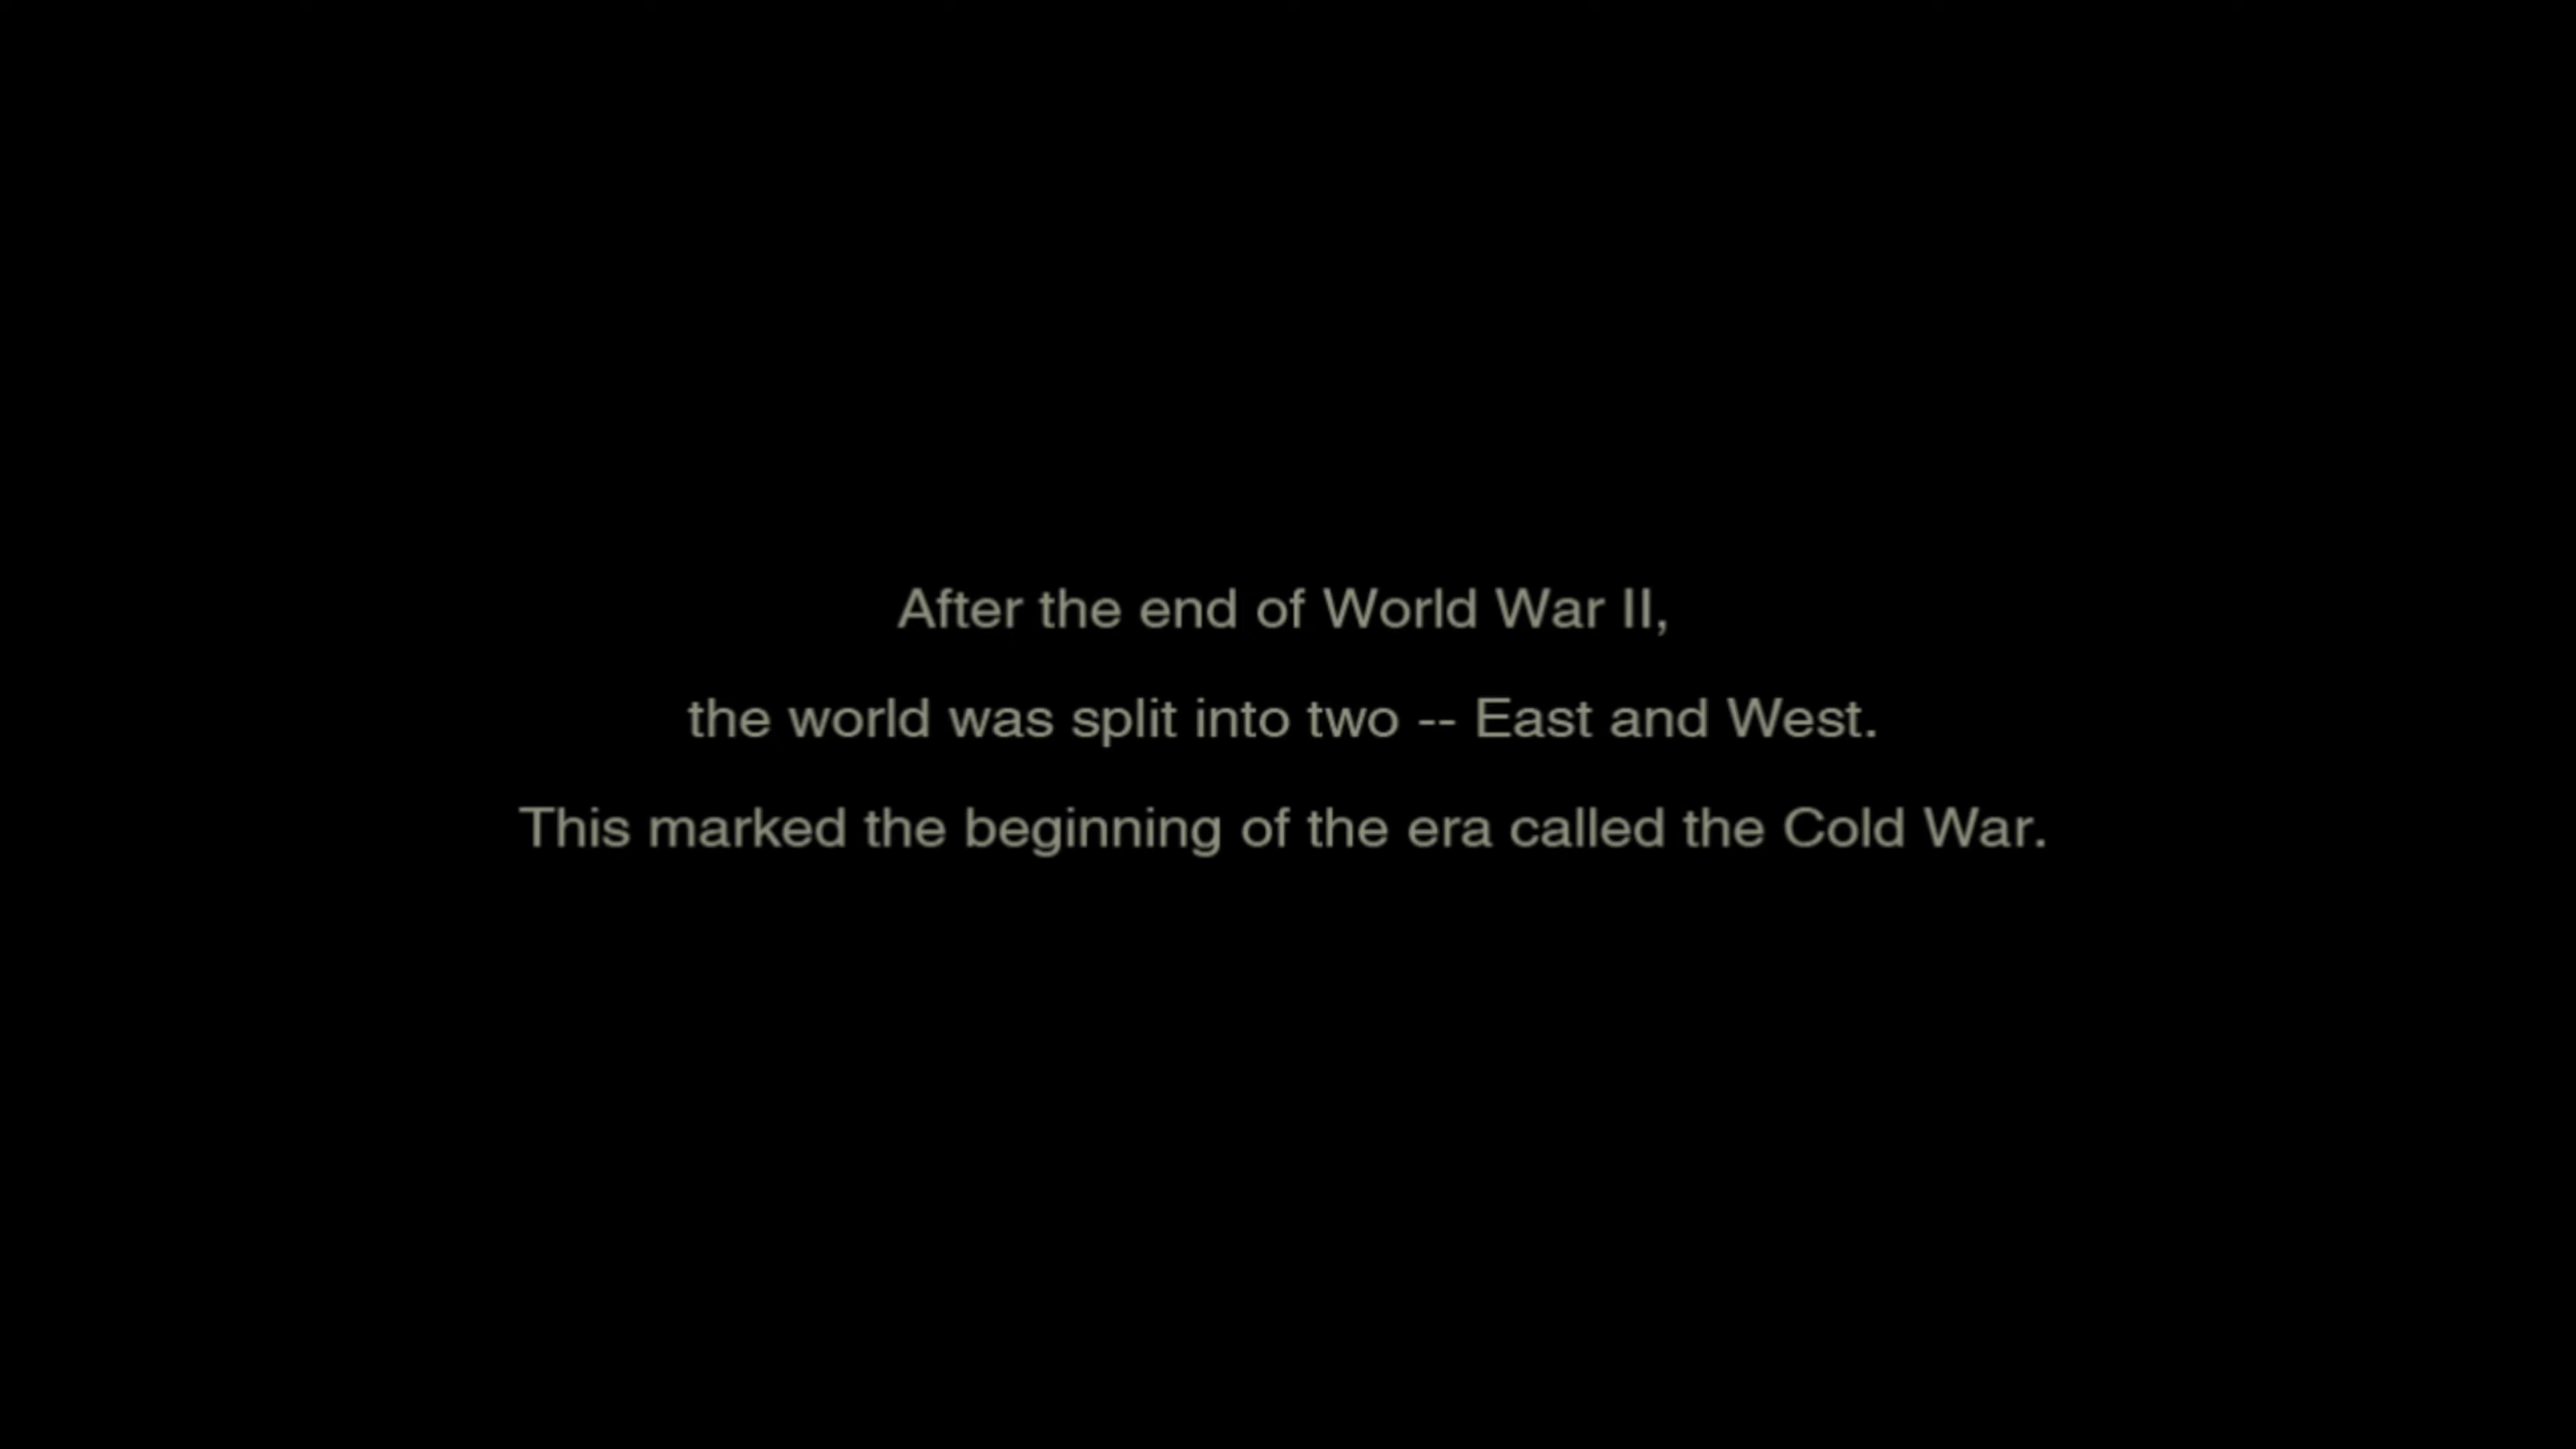 After the end of World War II,
the world was split into two -- East and West.
This marked the beginning of the era called the Cold War.